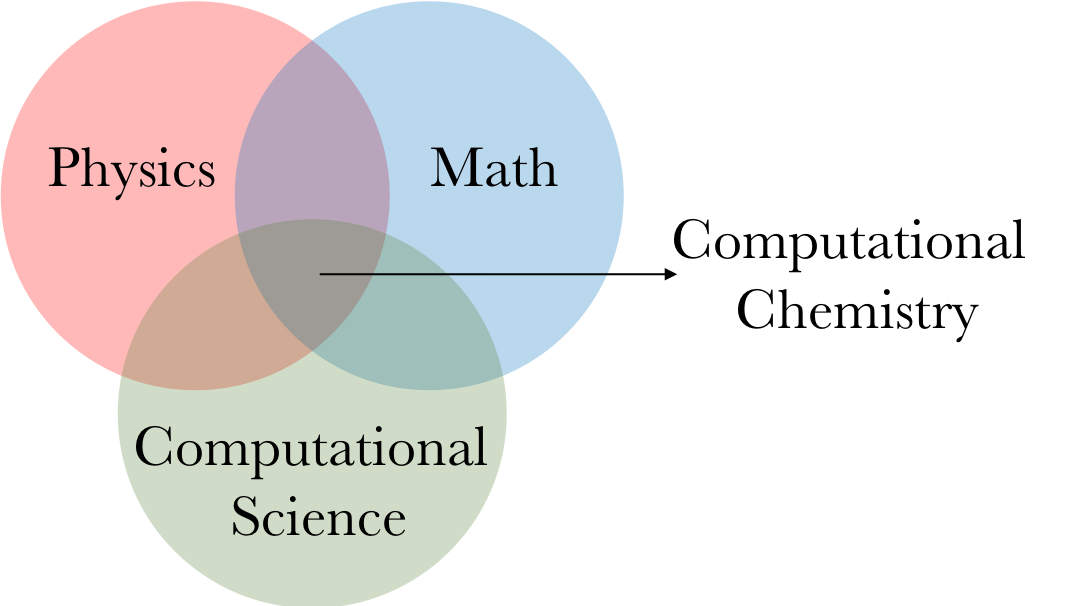 Physics
Math
Computational
Chemistry
Computational
Science